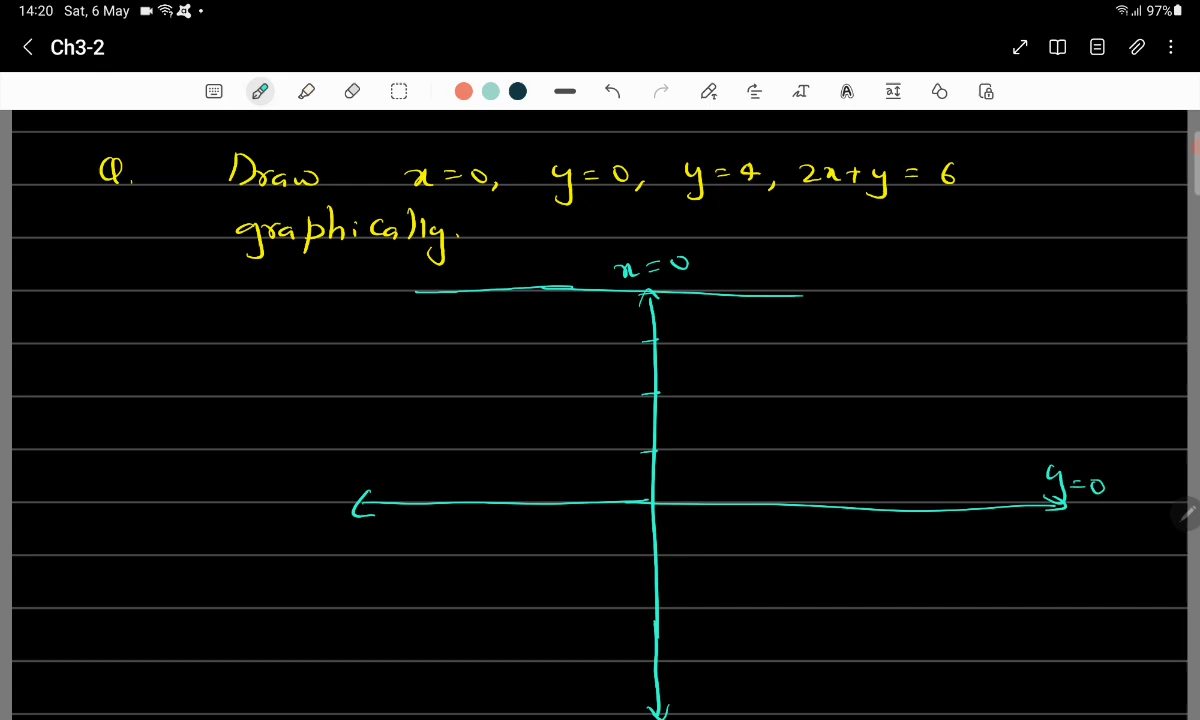 14:20 Sat, 6 May 97%
Ch3-2
Q. Draw x=0, y=0, y=4, 2x+y=6
graphically.
x=0
y=0